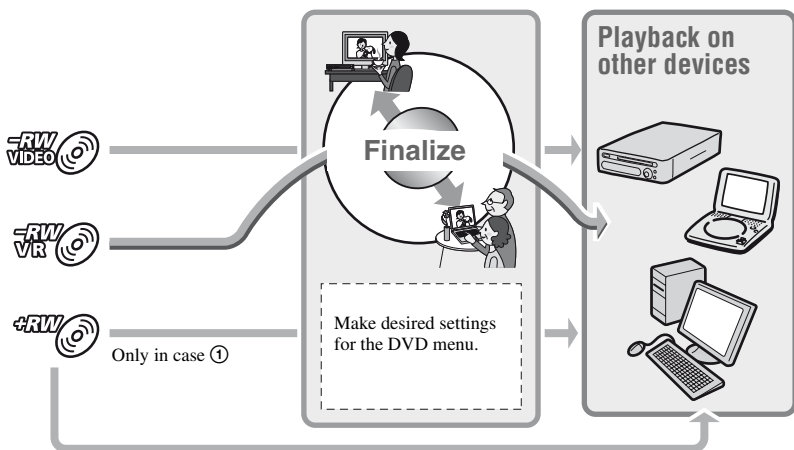 Playback on
other devices
Finalize
-RW
VIDEO
-RW
VR
+RW
Only in case ①
Make desired settings
for the DVD menu.